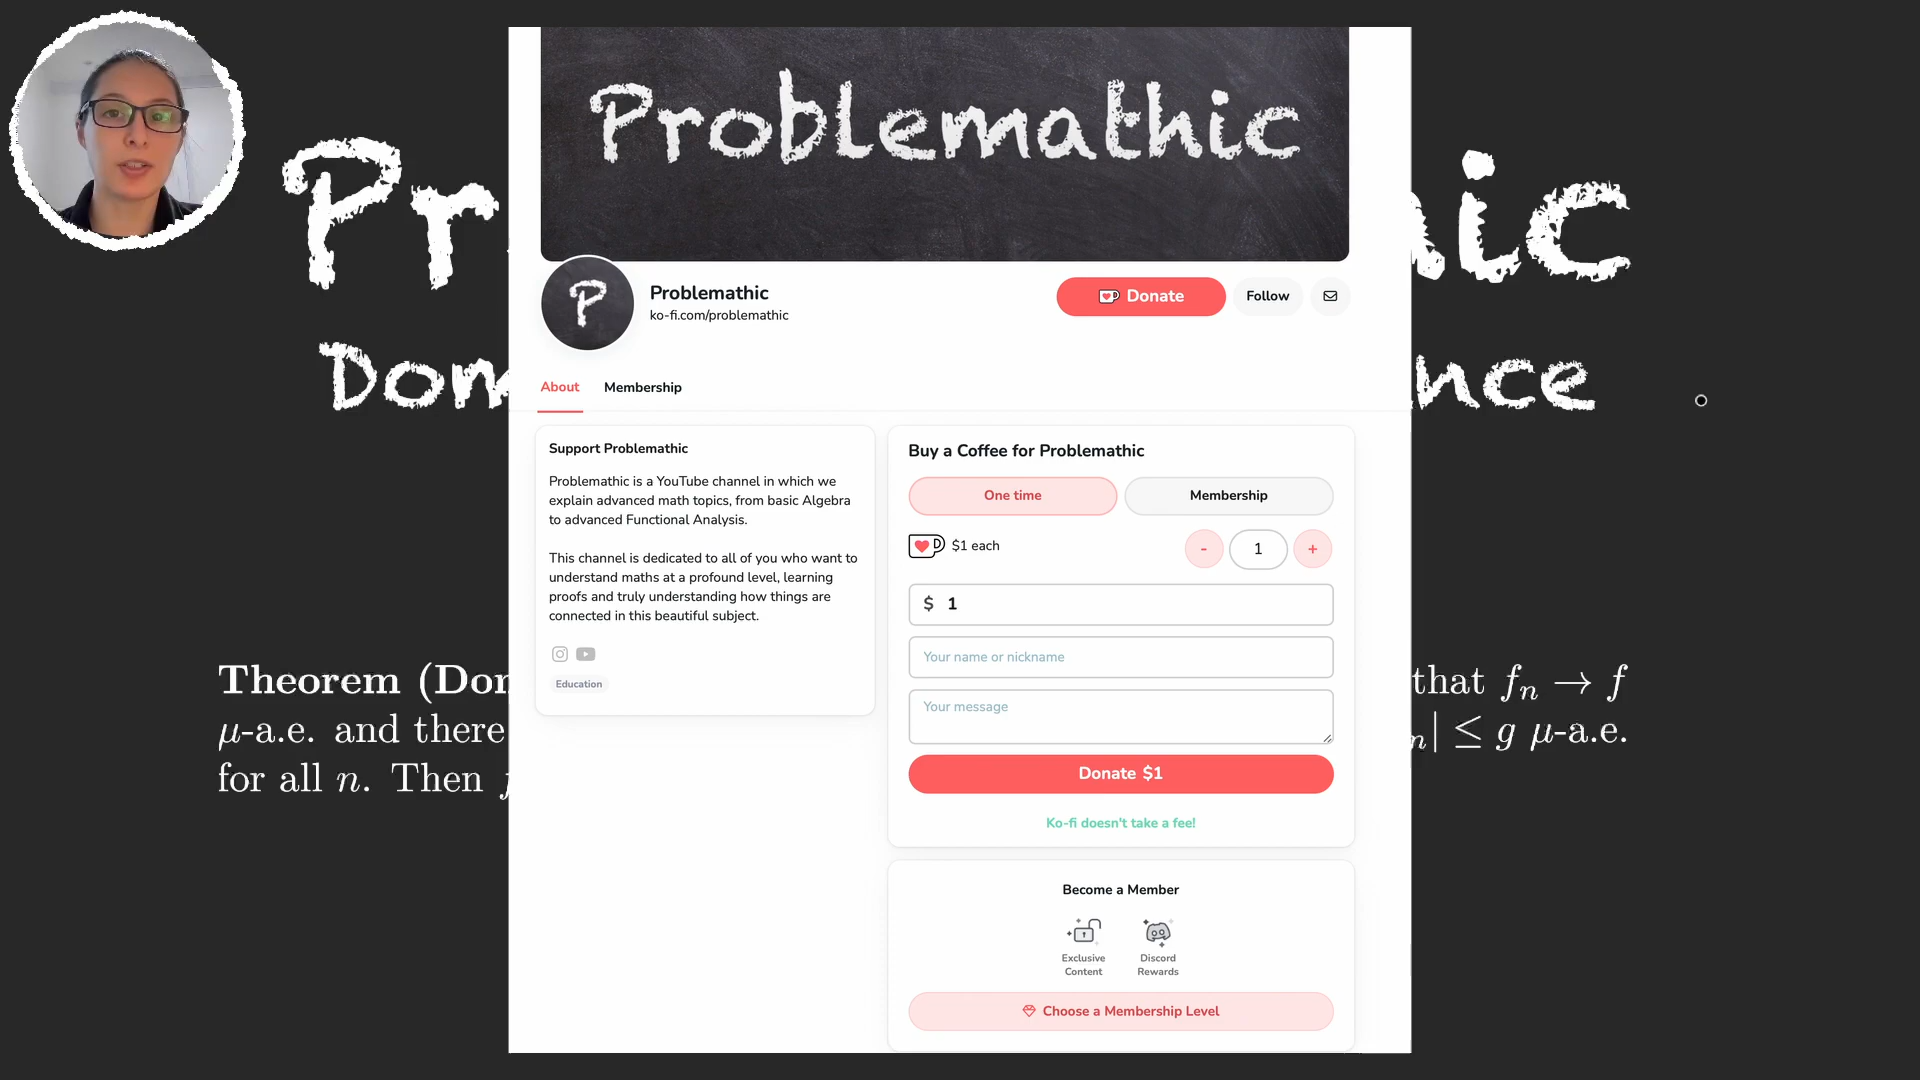 Problemathic
Pr
ic
Problemathic
ko-fi.com/problemathic
Donate
Follow
Dom
nce
About
Membership
Support Problemathic
Problemathic is a YouTube channel in which we
explain advanced math topics, from basic Algebra
to advanced Functional Analysis.
This channel is dedicated to all of you who want to
understand maths at a profound level, learning
proofs and truly understanding how things are
connected in this beautiful subject.
Education
Buy a Coffee for Problemathic
One time
Membership
$1 each
- 1 +
$ 1
Your name or nickname
Your message
Donate $1
Ko-fi doesn't take a fee!
Become a Member
Exclusive
Content
Discord
Rewards
Choose a Membership Level
Theorem (Dom
that fₙ → f
μ-a.e. and there
ₙ| ≤ g μ-a.e.
for all n. Then